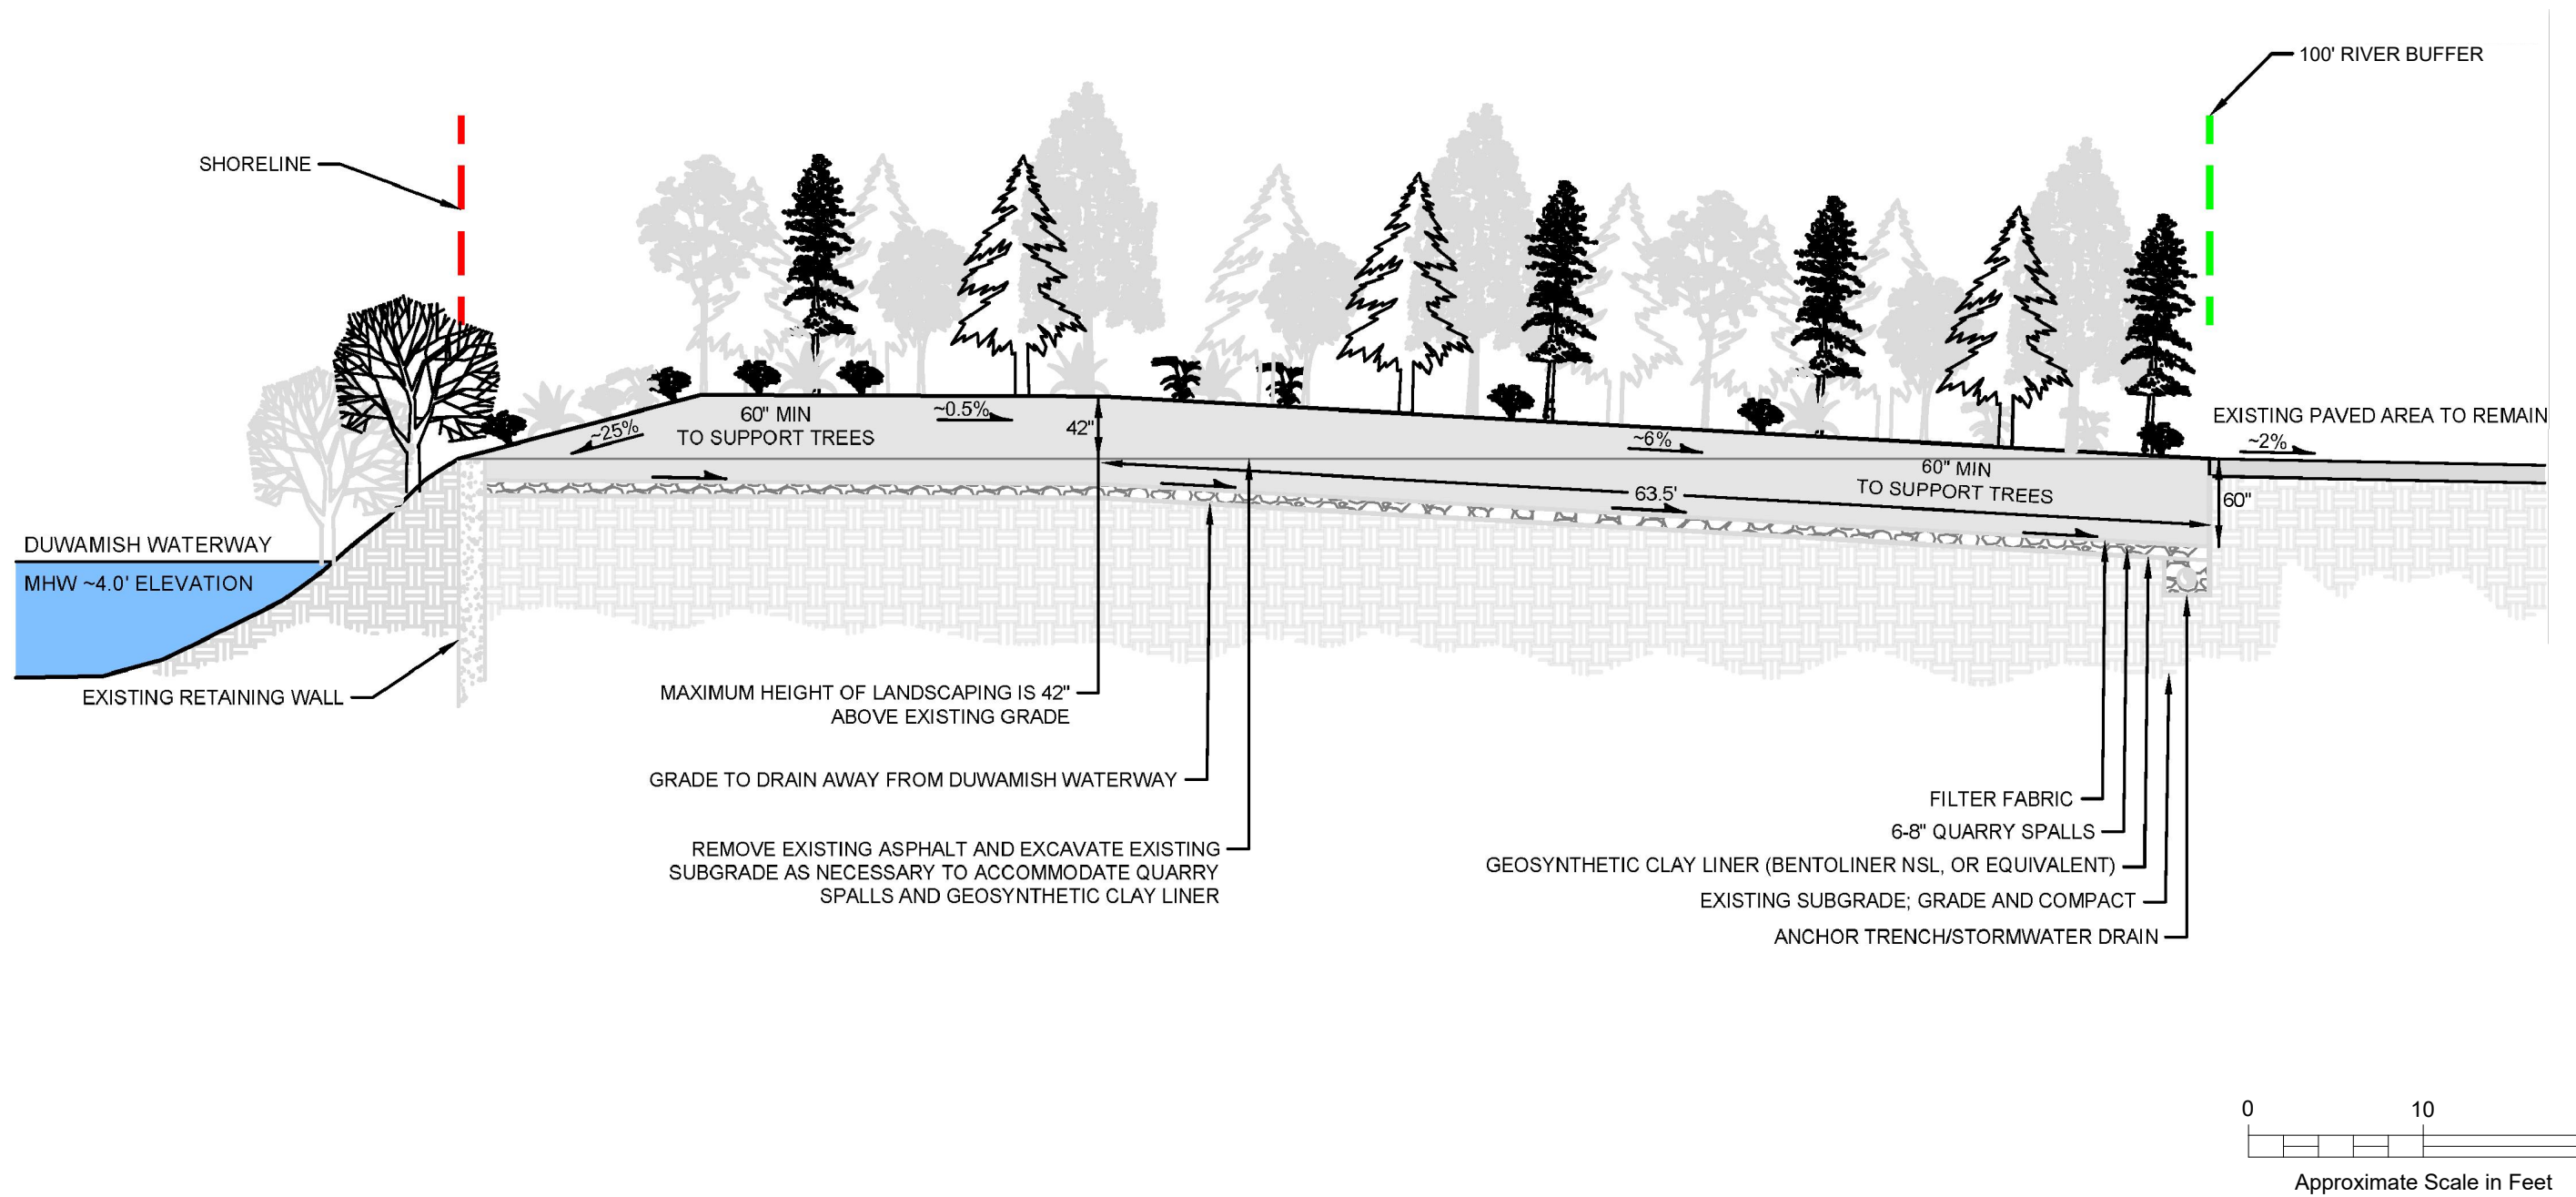 100' RIVER BUFFER
SHORELINE
~25%
60" MIN
TO SUPPORT TREES
~0.5%
42"
~6%
EXISTING PAVED AREA TO REMAIN
~2%
60" MIN
TO SUPPORT TREES
63.5'
60"
DUWAMISH WATERWAY
MHW ~4.0' ELEVATION
EXISTING RETAINING WALL
MAXIMUM HEIGHT OF LANDSCAPING IS 42"
ABOVE EXISTING GRADE
GRADE TO DRAIN AWAY FROM DUWAMISH WATERWAY
REMOVE EXISTING ASPHALT AND EXCAVATE EXISTING
SUBGRADE AS NECESSARY TO ACCOMMODATE QUARRY
SPALLS AND GEOSYNTHETIC CLAY LINER
FILTER FABRIC
6-8" QUARRY SPALLS
GEOSYNTHETIC CLAY LINER (BENTOLINER NSL, OR EQUIVALENT)
EXISTING SUBGRADE; GRADE AND COMPACT
ANCHOR TRENCH/STORMWATER DRAIN
0 10
Approximate Scale in Feet